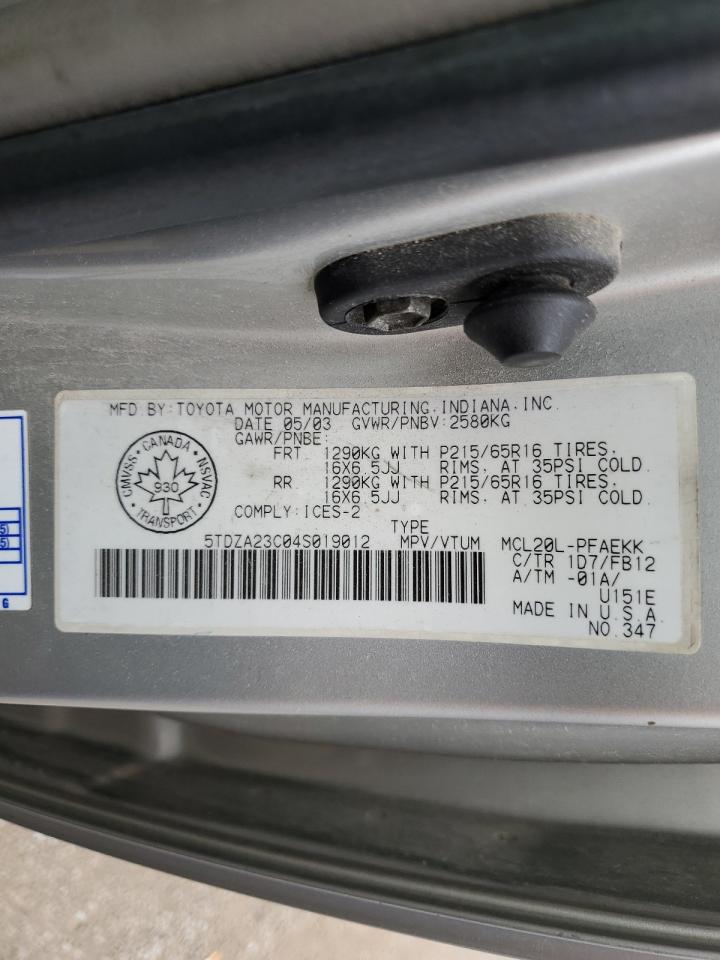 MFD.BY:TOYOTA MOTOR MANUFACTURING.INDIANA.INC.
DATE 05/03 GVWR/PNBV:2580KG
GAWR/PNBE:
FRT 1290KG WITH P215/65R16 TIRES.
16X6.5JJ RIMS. AT 35PSI COLD.
RR 1290KG WITH P215/65R16 TIRES.
16X6.5JJ RIMS. AT 35PSI COLD.
COMPLY:ICES-2
CMVSS · CANADA · NSVAC
930
TRANSPORT
TYPE
5TDZA23C04S019012 MPV/VTUM MCL20L-PFAEKK
C/TR 1D7/FB12
A/TM -01A/
U151E
MADE IN U.S.A.
NO.347
5)
5)
G